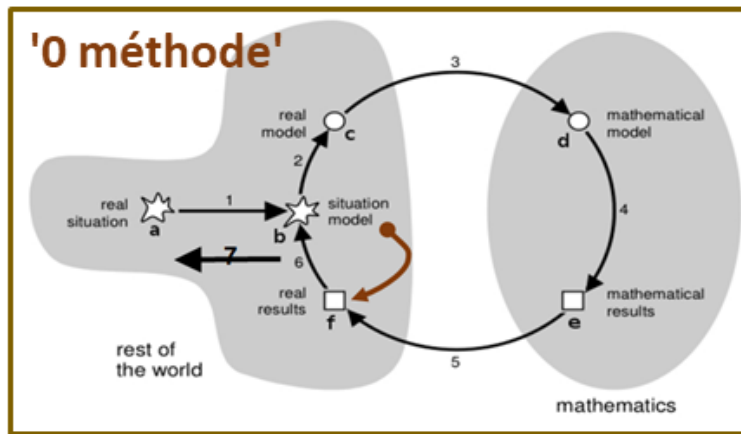 '0 méthode'
3
real
model
c
mathematical
model
d
2
real
situation
a
1
situation
model
b
4
7
6
real
results
f
mathematical
results
e
5
rest of
the world
mathematics